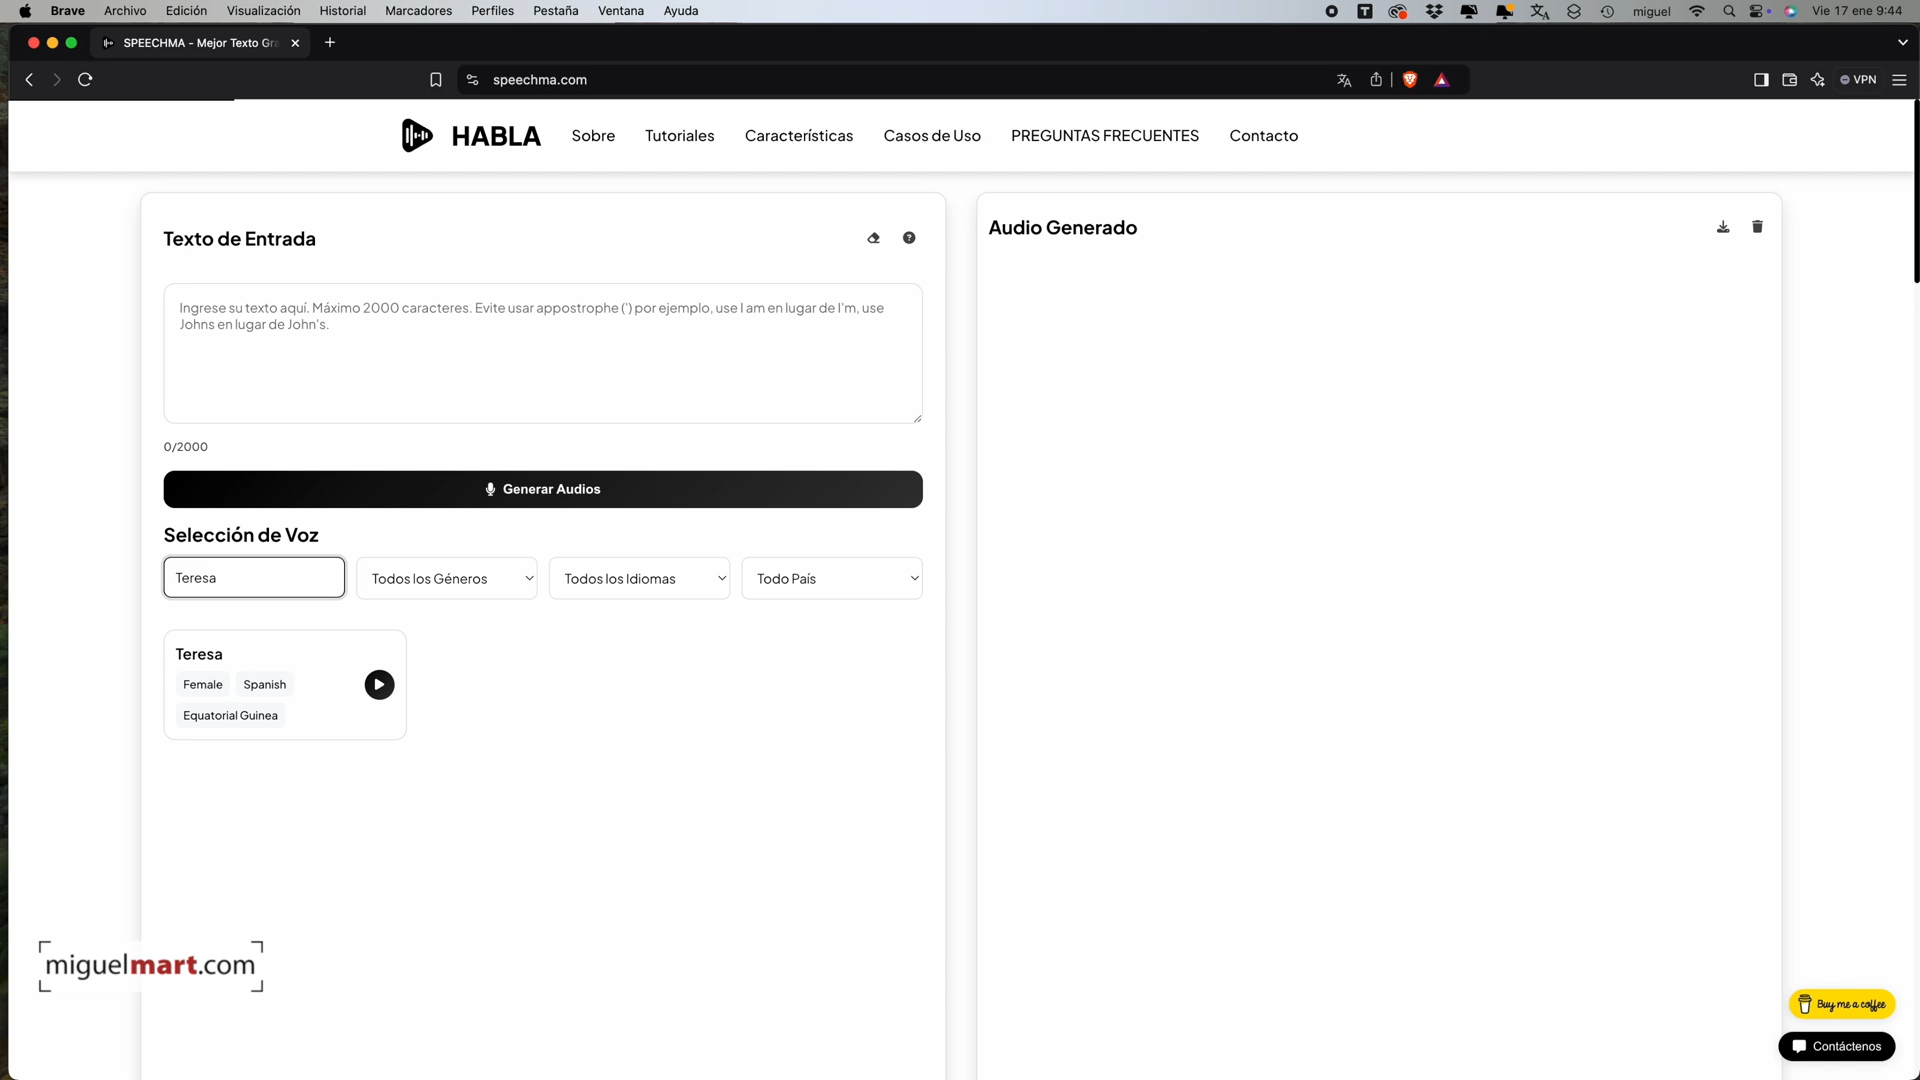 Brave Archivo Edición Visualización Historial Marcadores Perfiles Pestaña Ventana Ayuda miguel Vie 17 ene 9:44
SPEECHMA - Mejor Texto Gra
speechma.com VPN
HABLA Sobre Tutoriales Características Casos de Uso PREGUNTAS FRECUENTES Contacto
Texto de Entrada
Ingrese su texto aquí. Máximo 2000 caracteres. Evite usar appostrophe (') por ejemplo, use I am en lugar de I'm, use
Johns en lugar de John's.
0/2000
Generar Audios
Selección de Voz
Teresa Todos los Géneros Todos los Idiomas Todo País
Teresa
Female Spanish
Equatorial Guinea
Audio Generado
miguelmart.com
Buy me a coffee
Contáctenos